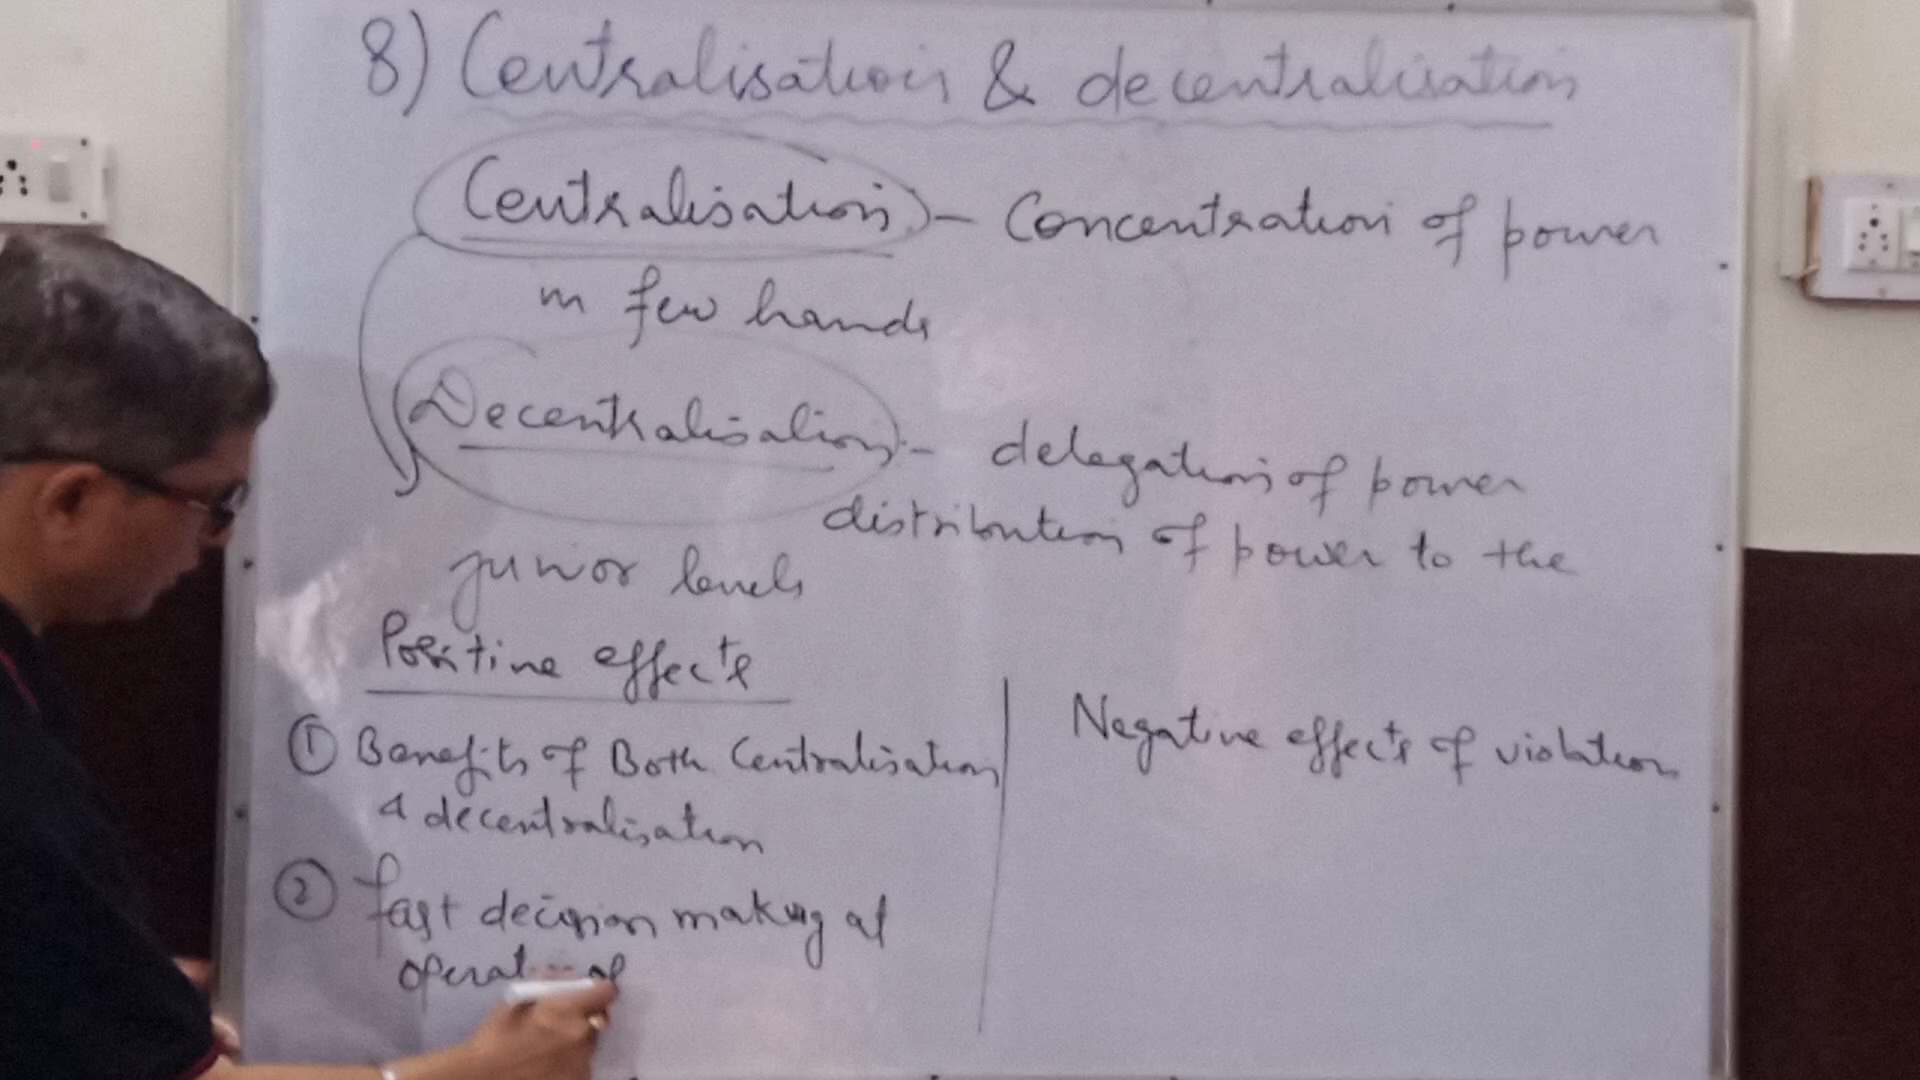 8) Centralisation & decentralisation
Centralisation - Concentration of power
in few hands
Decentralisation - delegation of power
distribution of power to the
junior levels
Positive effects
① Benefits of Both Centralisation
& decentralisation
② fast decision making at
Negative effects of violation